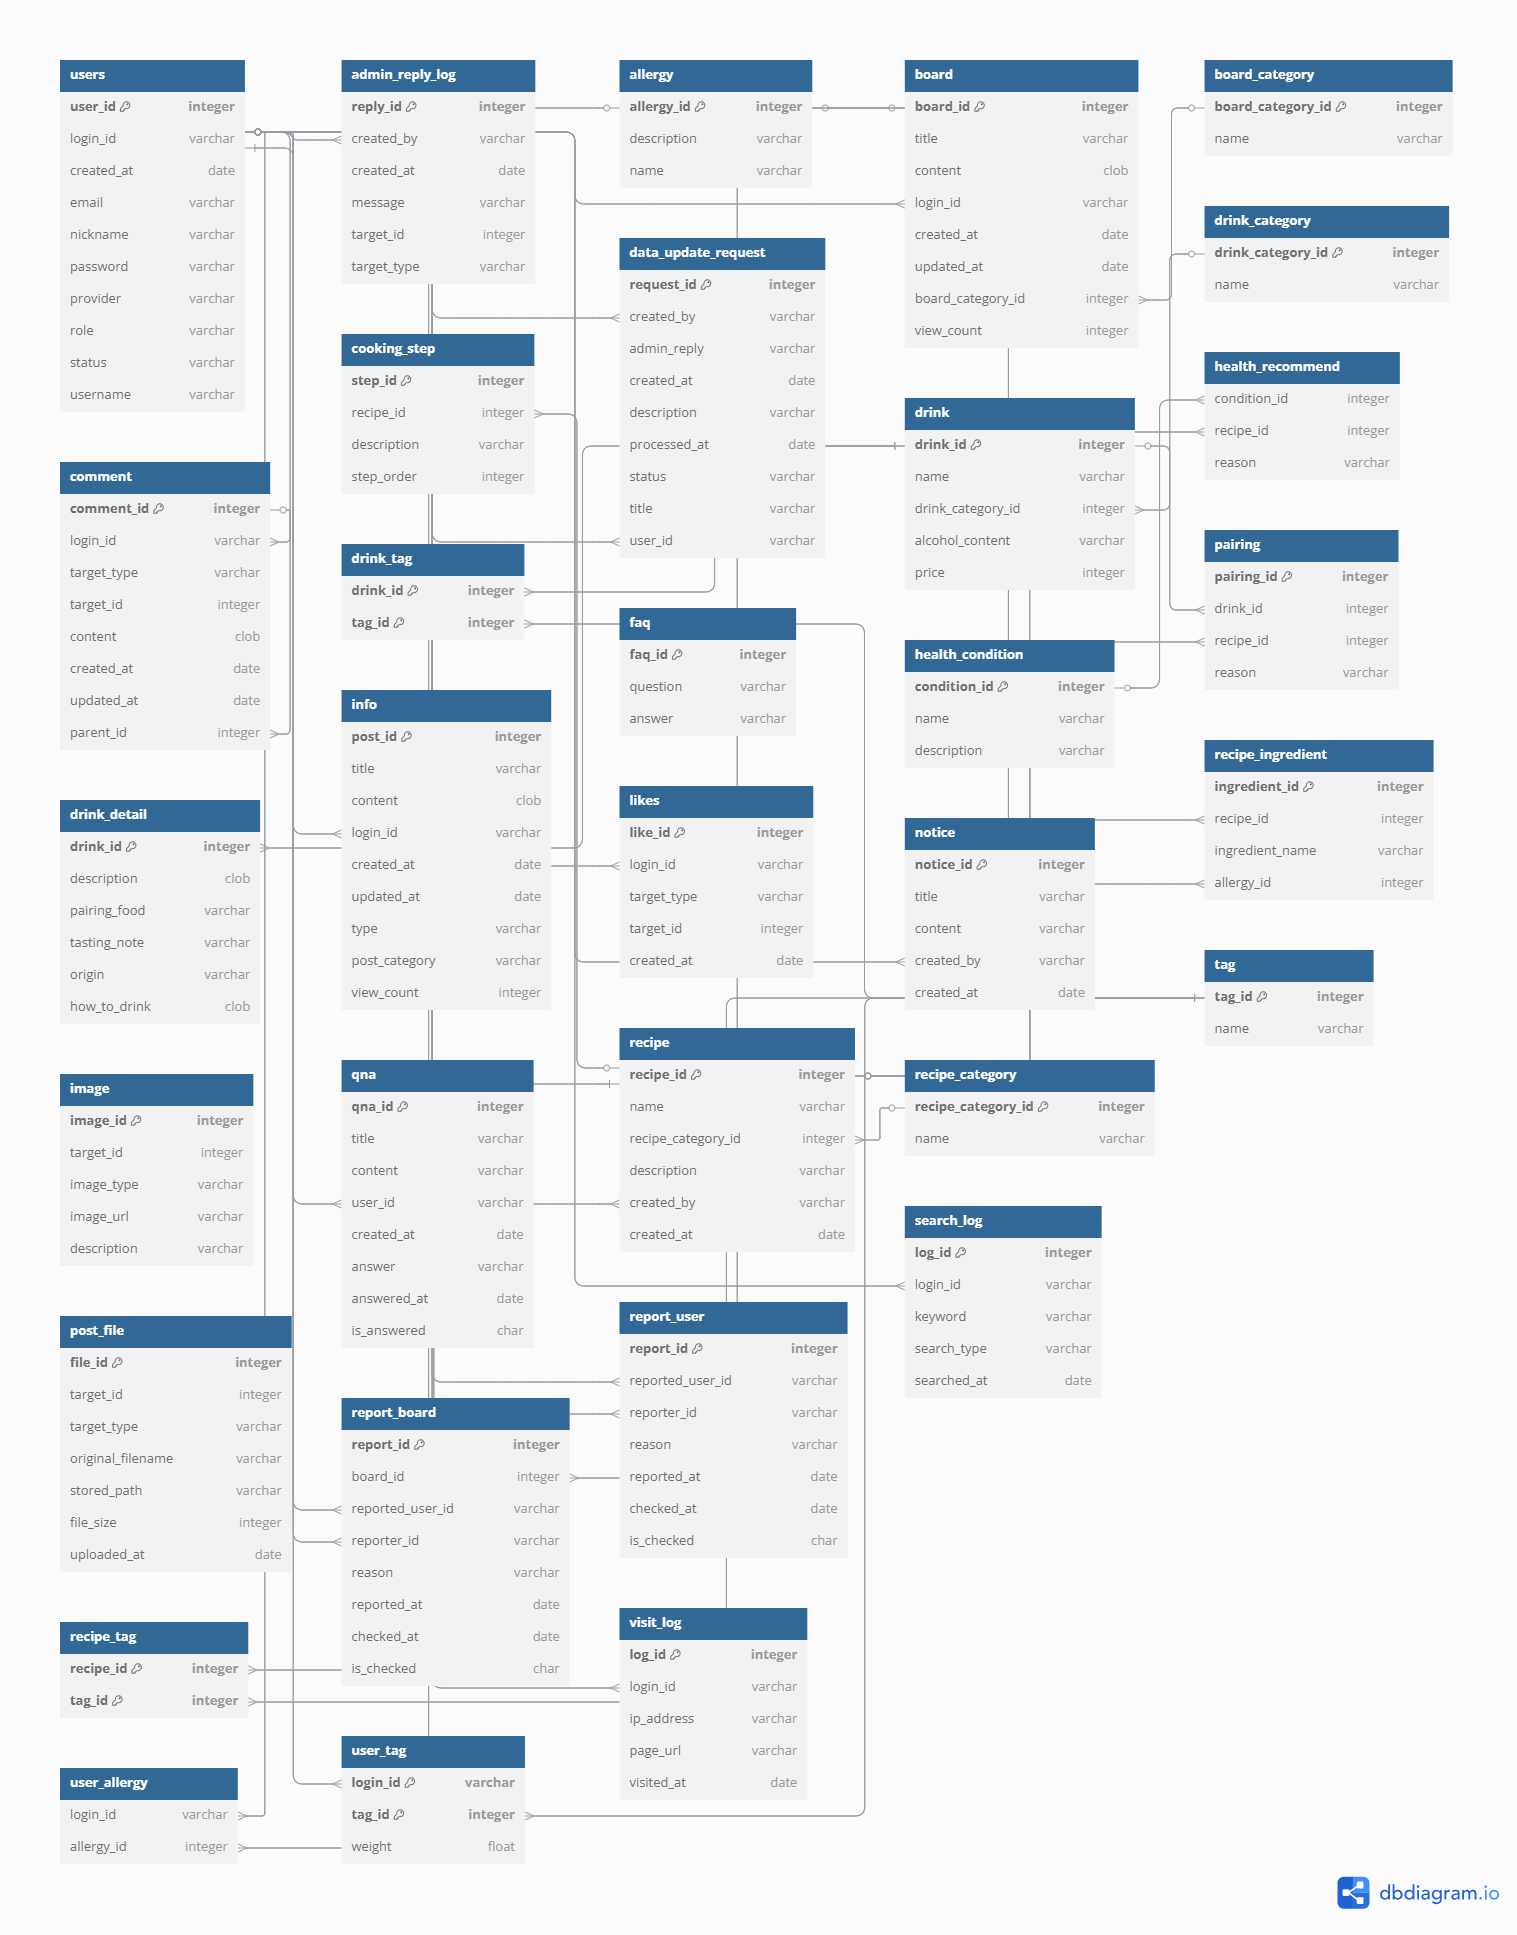 users
user_id integer
login_id varchar
created_at date
email varchar
nickname varchar
password varchar
provider varchar
role varchar
status varchar
username varchar
comment
comment_id integer
login_id varchar
target_type varchar
target_id integer
content clob
created_at date
updated_at date
parent_id integer
drink_detail
drink_id integer
description clob
pairing_food varchar
tasting_note varchar
origin varchar
how_to_drink clob
image
image_id integer
target_id integer
image_type varchar
image_url varchar
description varchar
post_file
file_id integer
target_id integer
target_type varchar
original_filename varchar
stored_path varchar
file_size integer
uploaded_at date
recipe_tag
recipe_id integer
tag_id integer
user_allergy
login_id varchar
allergy_id integer
admin_reply_log
reply_id integer
created_by varchar
created_at date
message varchar
target_id integer
target_type varchar
cooking_step
step_id integer
recipe_id integer
description varchar
step_order integer
drink_tag
drink_id integer
tag_id integer
info
post_id integer
title varchar
content clob
login_id varchar
created_at date
updated_at date
type varchar
post_category varchar
view_count integer
qna
qna_id integer
title varchar
content varchar
user_id varchar
created_at date
answer varchar
answered_at date
is_answered char
report_board
report_id integer
board_id integer
reported_user_id varchar
reporter_id varchar
reason varchar
reported_at date
checked_at date
is_checked char
user_tag
login_id varchar
tag_id integer
weight float
allergy
allergy_id integer
description varchar
name varchar
data_update_request
request_id integer
created_by varchar
admin_reply varchar
created_at date
description varchar
processed_at date
status varchar
title varchar
user_id varchar
faq
faq_id integer
question varchar
answer varchar
likes
like_id integer
login_id varchar
target_type varchar
target_id integer
created_at date
recipe
recipe_id integer
name varchar
recipe_category_id integer
description varchar
created_by varchar
created_at date
report_user
report_id integer
reported_user_id varchar
reporter_id varchar
reason varchar
reported_at date
checked_at date
is_checked char
visit_log
log_id integer
login_id varchar
ip_address varchar
page_url varchar
visited_at date
board
board_id integer
title varchar
content clob
login_id varchar
created_at date
updated_at date
board_category_id integer
view_count integer
drink
drink_id integer
name varchar
drink_category_id integer
alcohol_content varchar
price integer
health_condition
condition_id integer
name varchar
description varchar
notice
notice_id integer
title varchar
content varchar
created_by varchar
created_at date
recipe_category
recipe_category_id integer
name varchar
search_log
log_id integer
login_id varchar
keyword varchar
search_type varchar
searched_at date
board_category
board_category_id integer
name varchar
drink_category
drink_category_id integer
name varchar
health_recommend
condition_id integer
recipe_id integer
reason varchar
pairing
pairing_id integer
drink_id integer
recipe_id integer
reason varchar
recipe_ingredient
ingredient_id integer
recipe_id integer
ingredient_name varchar
allergy_id integer
tag
tag_id integer
name varchar
dbdiagram.io